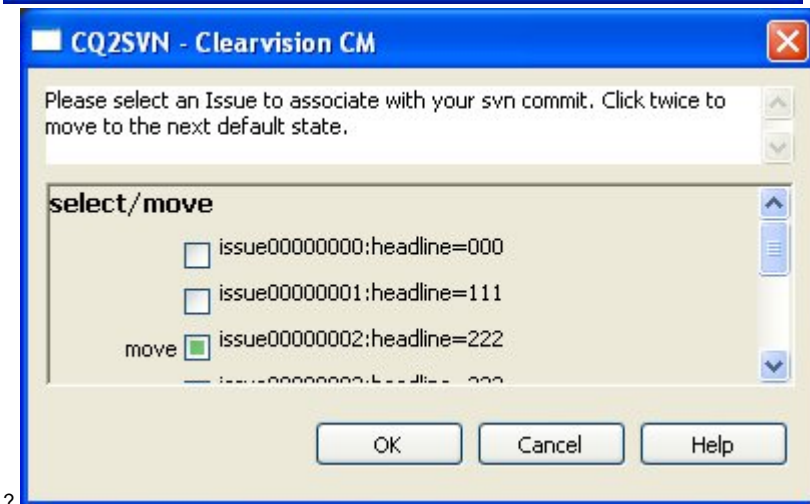 CQ2SVN - Clearvision CM
Please select an Issue to associate with your svn commit. Click twice to
move to the next default state.
select/move
issue00000000:headline=000
issue00000001:headline=111
move issue00000002:headline=222
OK Cancel Help
?